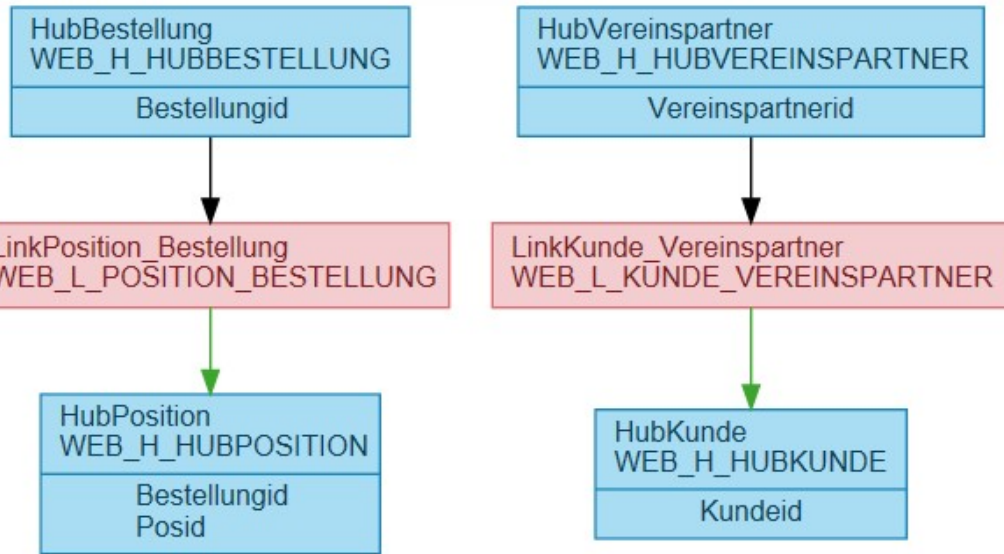 HubBestellung
WEB_H_HUBBESTELLUNG
Bestellungid
HubVereinspartner
WEB_H_HUBVEREINSPARTNER
Vereinspartnerid
LinkPosition_Bestellung
WEB_L_POSITION_BESTELLUNG
LinkKunde_Vereinspartner
WEB_L_KUNDE_VEREINSPARTNER
HubPosition
WEB_H_HUBPOSITION
Bestellungid
Posid
HubKunde
WEB_H_HUBKUNDE
Kundeid